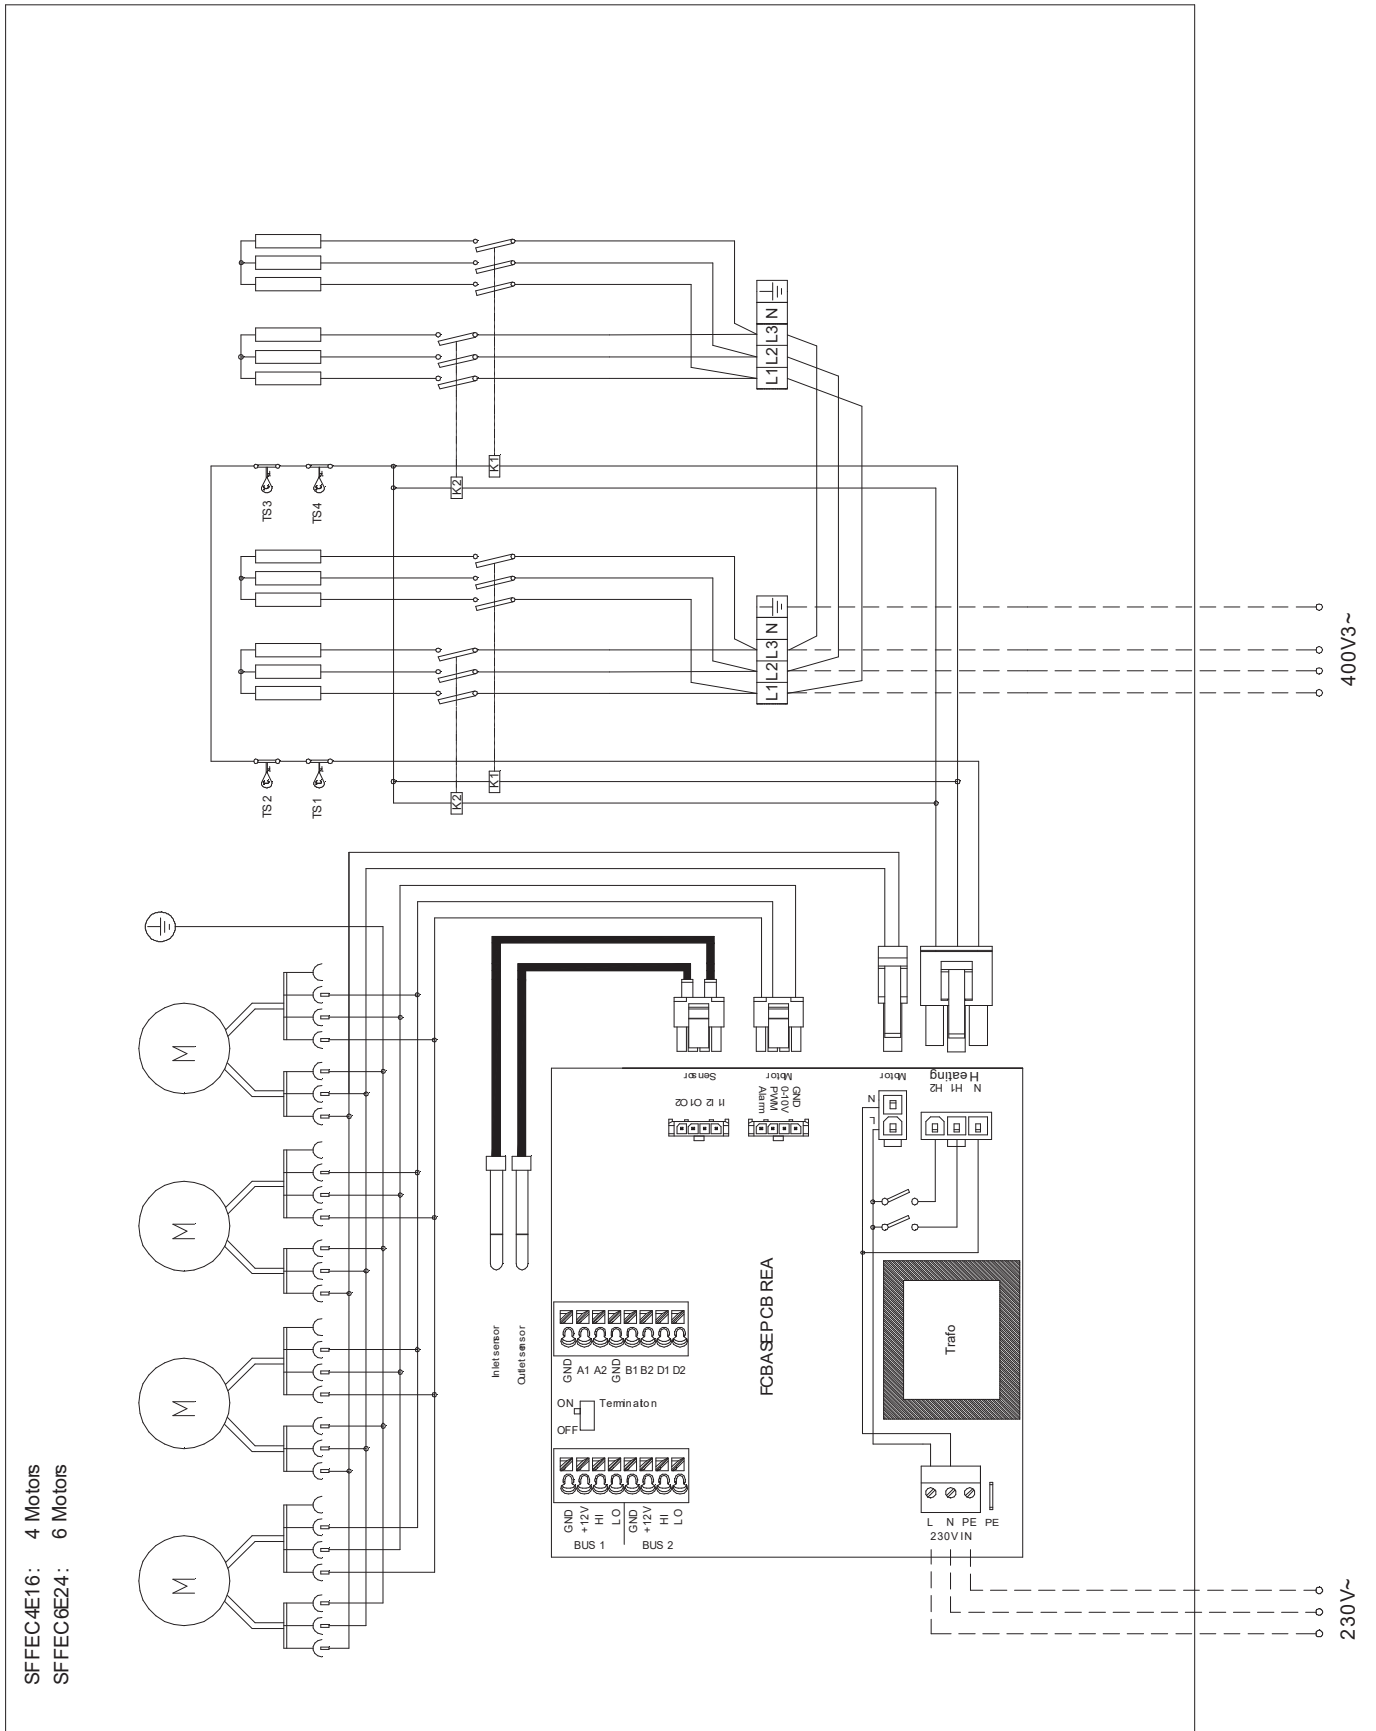 SFFEC4E16: 4 Motors
SFFEC6E24: 6 Motors
M
M
M
M
TS3
TS4
TS2
TS1
K1
K2
K1
K2
L1 L2 L3 N
L1 L2 L3 N
400V3~
Inlet sensor
Outlet sensor
Sensor
I1 I2 O1 O2
Motor
GND
0-10V
PWM
Alarm
Motor
N
L
Heating
H2
H1
N
FCBASEPCB REA
Trafo
GND A1 A2 GND B1 B2 D1 D2
ON Termination
OFF
GND +12V HI LO GND +12V HI LO
BUS 1 BUS 2
L N PE PE
230V IN
230V~